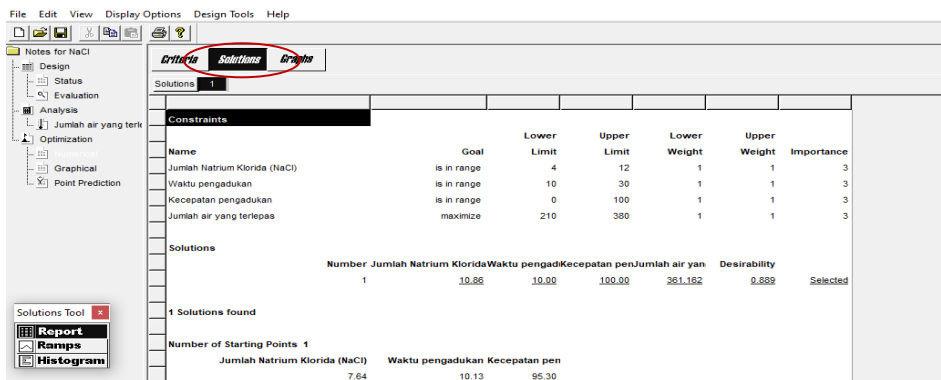 File Edit View Display Options Design Tools Help
Notes for NaCl
Design
Status
Evaluation
Analysis
Jumlah air yang terle
Optimization
Graphical
Point Prediction
Criteria Solutions Graphs
Solutions 1
Constraints
Lower Upper Lower Upper
Name Goal Limit Limit Weight Weight Importance
Jumlah Natrium Klorida (NaCl) is in range 4 12 1 1 3
Waktu pengadukan is in range 10 30 1 1 3
Kecepatan pengadukan is in range 0 100 1 1 3
Jumlah air yang terlepas maximize 210 380 1 1 3
Solutions
Number Jumlah Natrium Klorida Waktu pengadu Kecepatan pen Jumlah air yan Desirability
1 10.86 10.00 100.00 361.162 0.889 Selected
1 Solutions found
Number of Starting Points 1
Jumlah Natrium Klorida (NaCl) Waktu pengadukan Kecepatan pen
7.64 10.13 95.30
Solutions Tool
Report
Ramps
Histogram